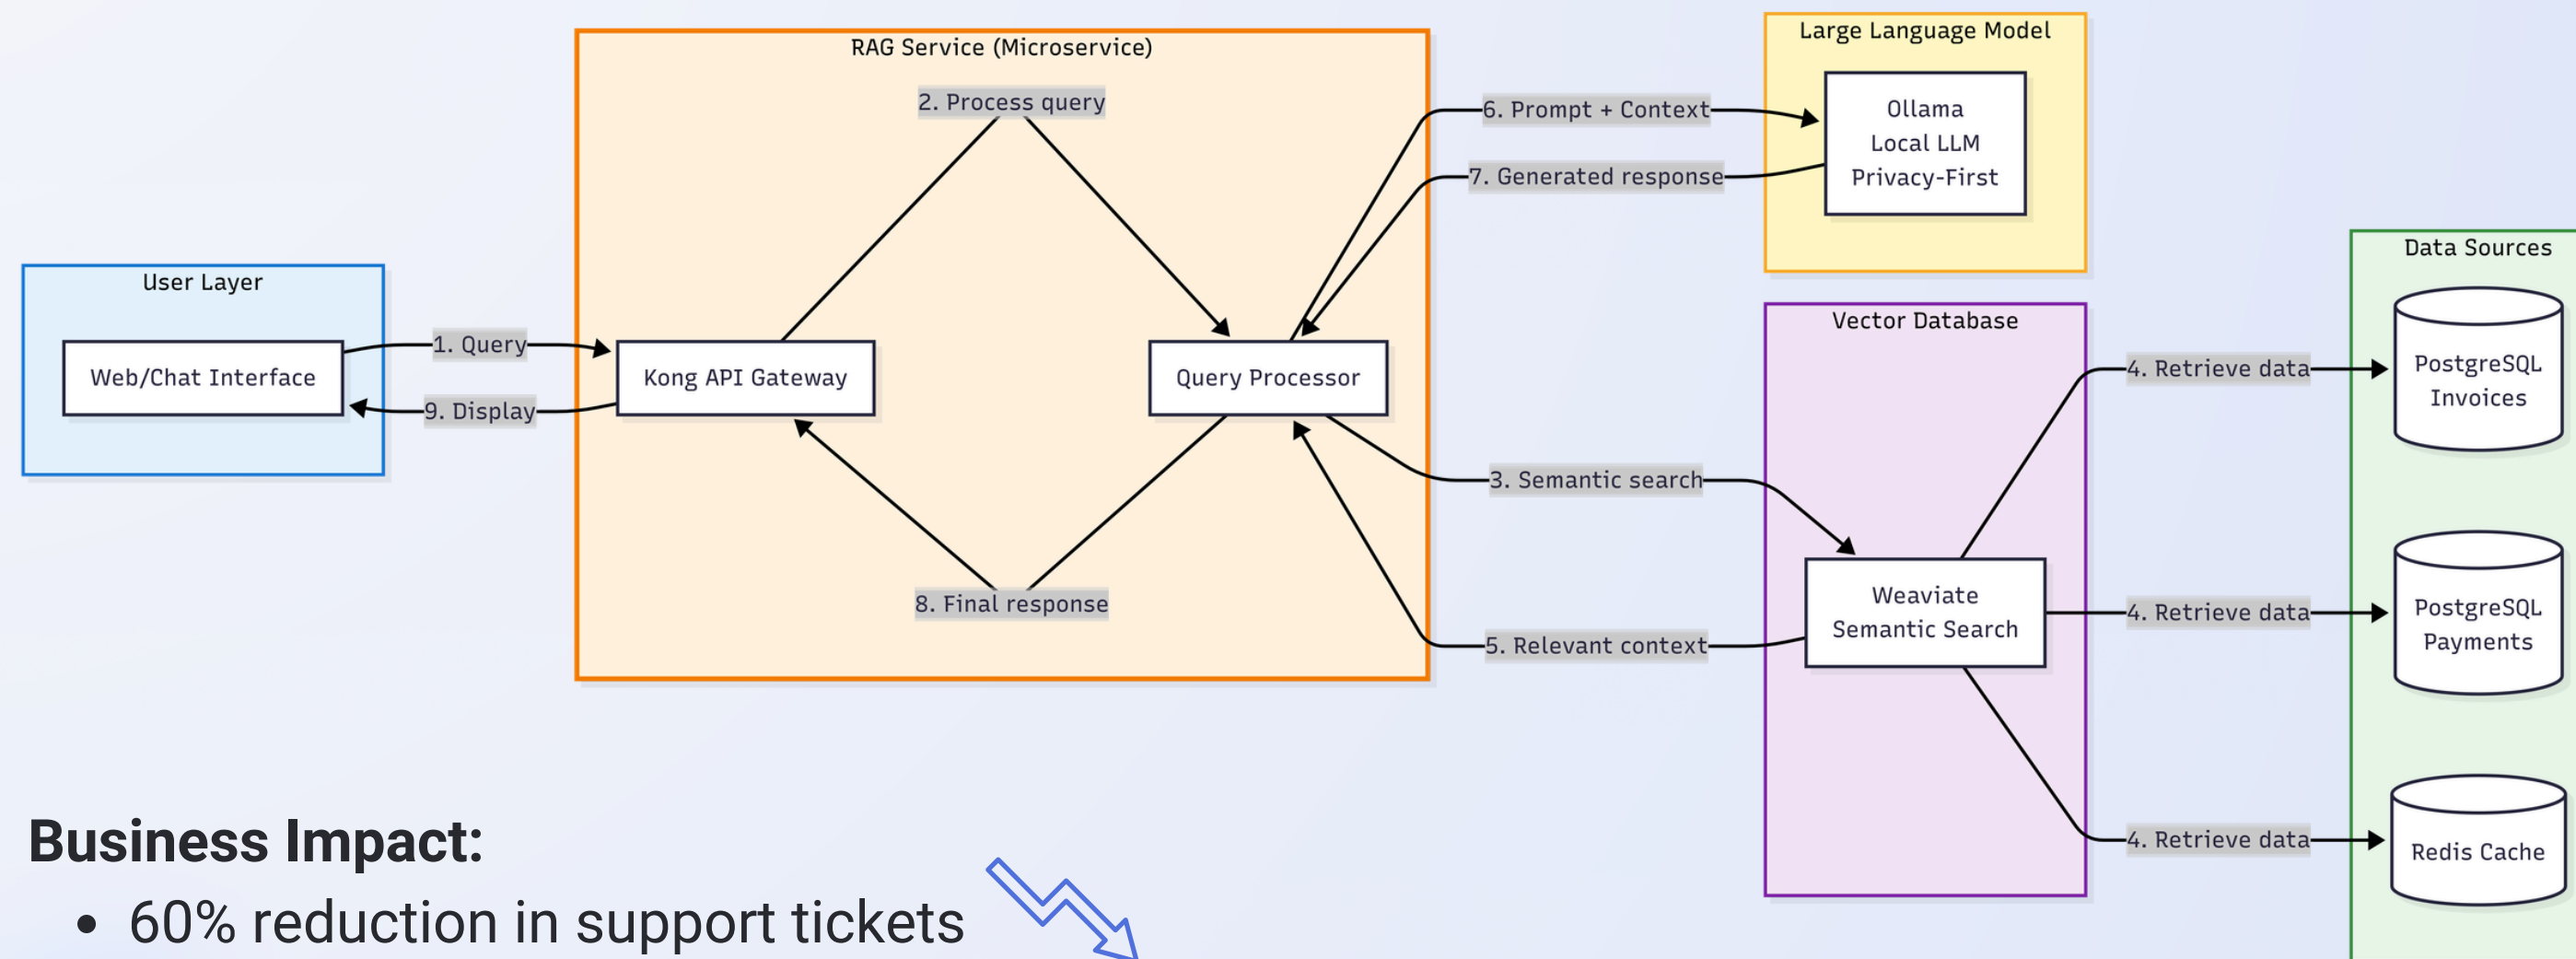 RAG Service (Microservice)
Large Language Model
2. Process query
6. Prompt + Context
Ollama
Local LLM
Privacy-First
7. Generated response
Data Sources
User Layer
Vector Database
1. Query
Web/Chat Interface
Kong API Gateway
Query Processor
9. Display
4. Retrieve data
PostgreSQL
Invoices
3. Semantic search
Weaviate
Semantic Search
4. Retrieve data
PostgreSQL
Payments
8. Final response
5. Relevant context
4. Retrieve data
Redis Cache
Business Impact:
• 60% reduction in support tickets